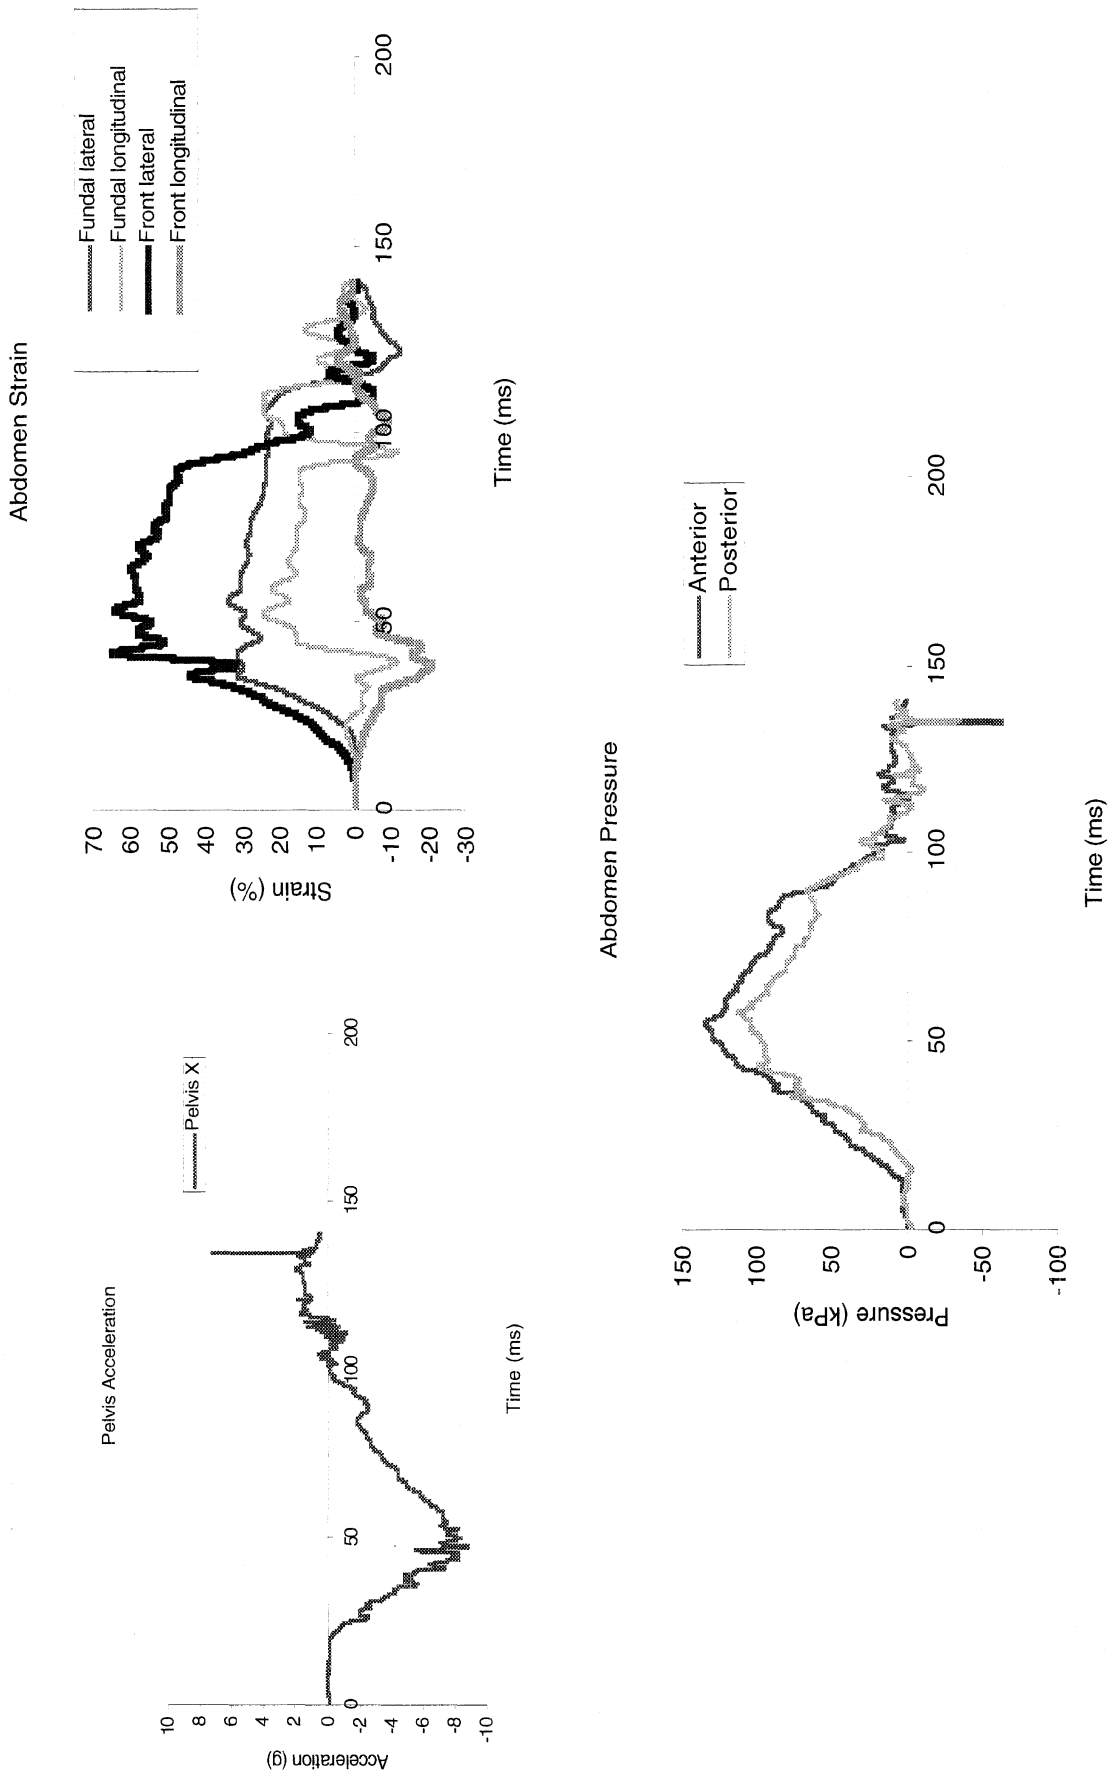 Pelvis Acceleration
Acceleration (g)
10
8
6
4
2
0
-2
-4
-6
-8
-10
0
50
100
150
200
Time (ms)
Pelvis X
Abdomen Strain
Strain (%)
70
60
50
40
30
20
10
0
-10
-20
-30
0
50
100
150
200
Time (ms)
Fundal lateral
Fundal longitudinal
Front lateral
Front longitudinal
Abdomen Pressure
Pressure (kPa)
150
100
50
0
-50
-100
0
50
100
150
200
Time (ms)
Anterior
Posterior